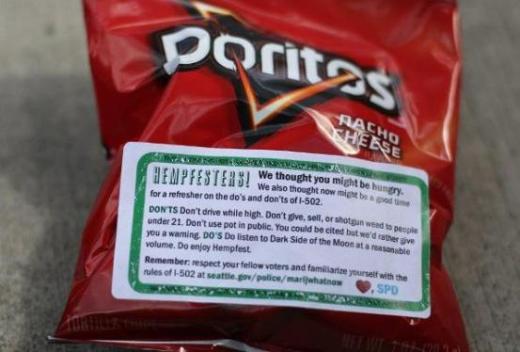 Doritos
NACHO
CHEESE
HEMPFESTERS! We thought you might be hungry.
We also thought now might be a good time
for a refresher on the do's and don'ts of I-502.
DON'TS Don't drive while high. Don't give, sell, or shotgun weed to people
under 21. Don't use pot in public. You could be cited but we'd rather give
you a warning. DO'S Do listen to Dark Side of the Moon at a reasonable
volume. Do enjoy Hempfest.
Remember: respect your fellow voters and familiarize yourself with the
rules of I-502 at seattle.gov/police/marijwhatnow
, SPD
TORTILLA CHIPS
NET WT.